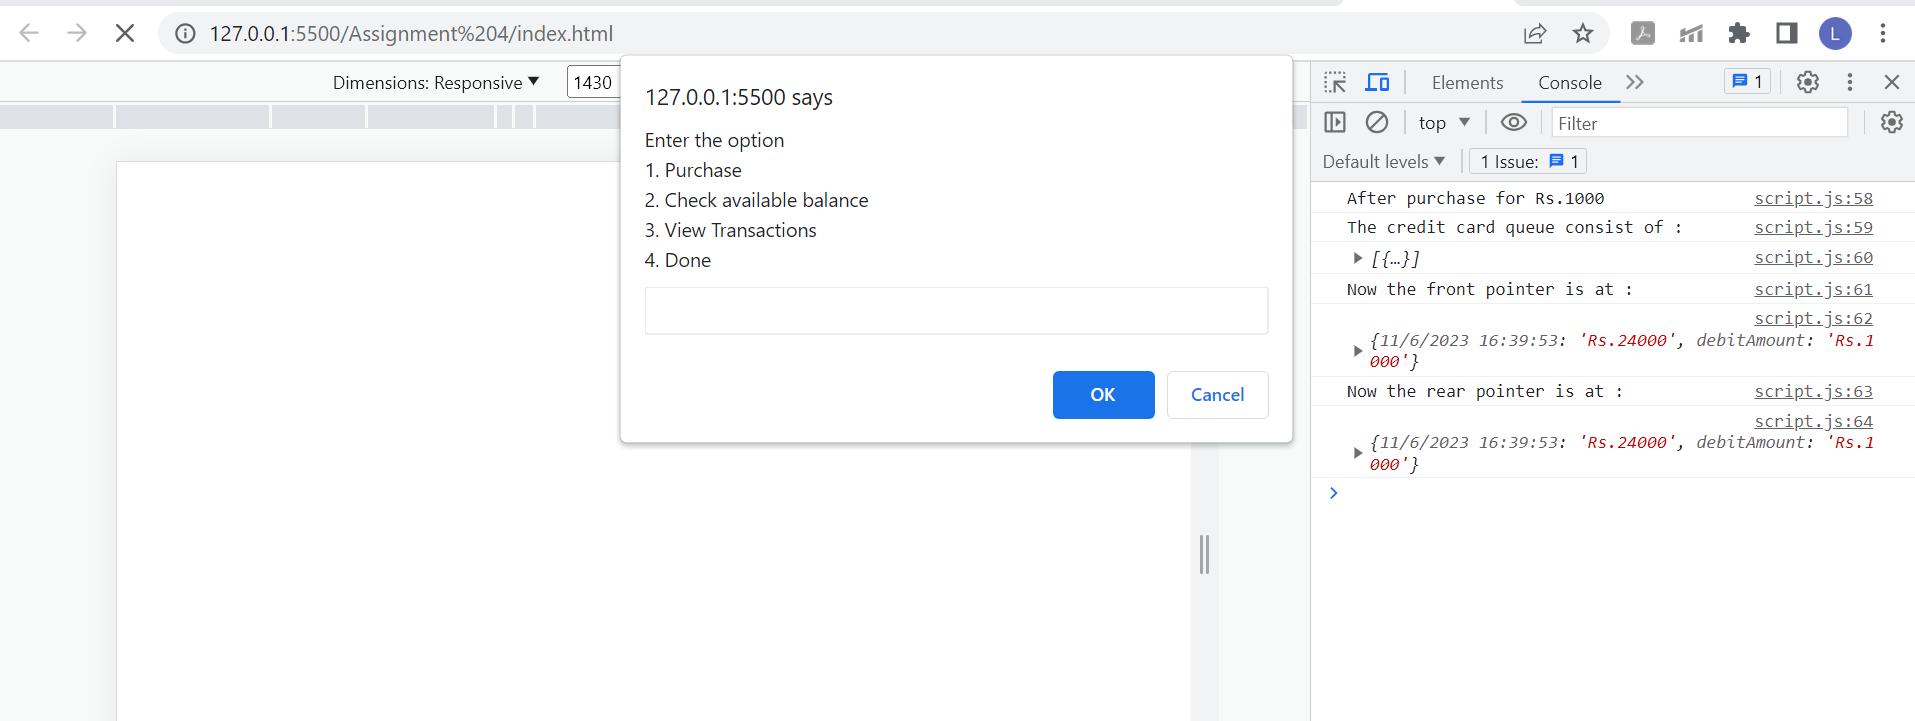 127.0.0.1:5500/Assignment%204/index.html
L
Dimensions: Responsive ▼ 1430
127.0.0.1:5500 says
Enter the option
1. Purchase
2. Check available balance
3. View Transactions
4. Done
OK Cancel
Elements Console 1
top ▼ Filter
Default levels ▼ 1 Issue: 1
After purchase for Rs.1000 script.js:58
The credit card queue consist of : script.js:59
▶ [{…}] script.js:60
Now the front pointer is at : script.js:61
script.js:62
▶ {11/6/2023 16:39:53: 'Rs.24000', debitAmount: 'Rs.1
000'}
Now the rear pointer is at : script.js:63
script.js:64
▶ {11/6/2023 16:39:53: 'Rs.24000', debitAmount: 'Rs.1
000'}